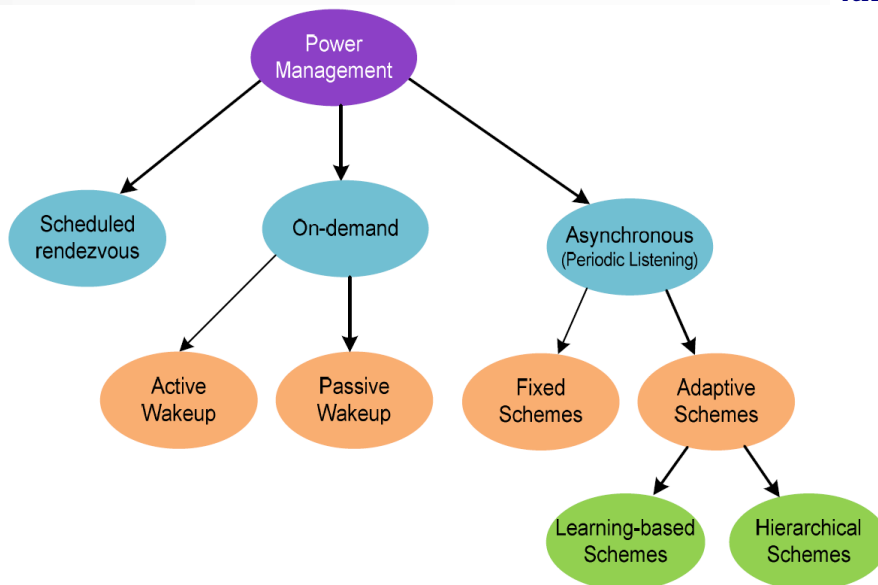 Power
Management
Scheduled
rendezvous
On-demand
Asynchronous
(Periodic Listening)
Active
Wakeup
Passive
Wakeup
Fixed
Schemes
Adaptive
Schemes
Learning-based
Schemes
Hierarchical
Schemes